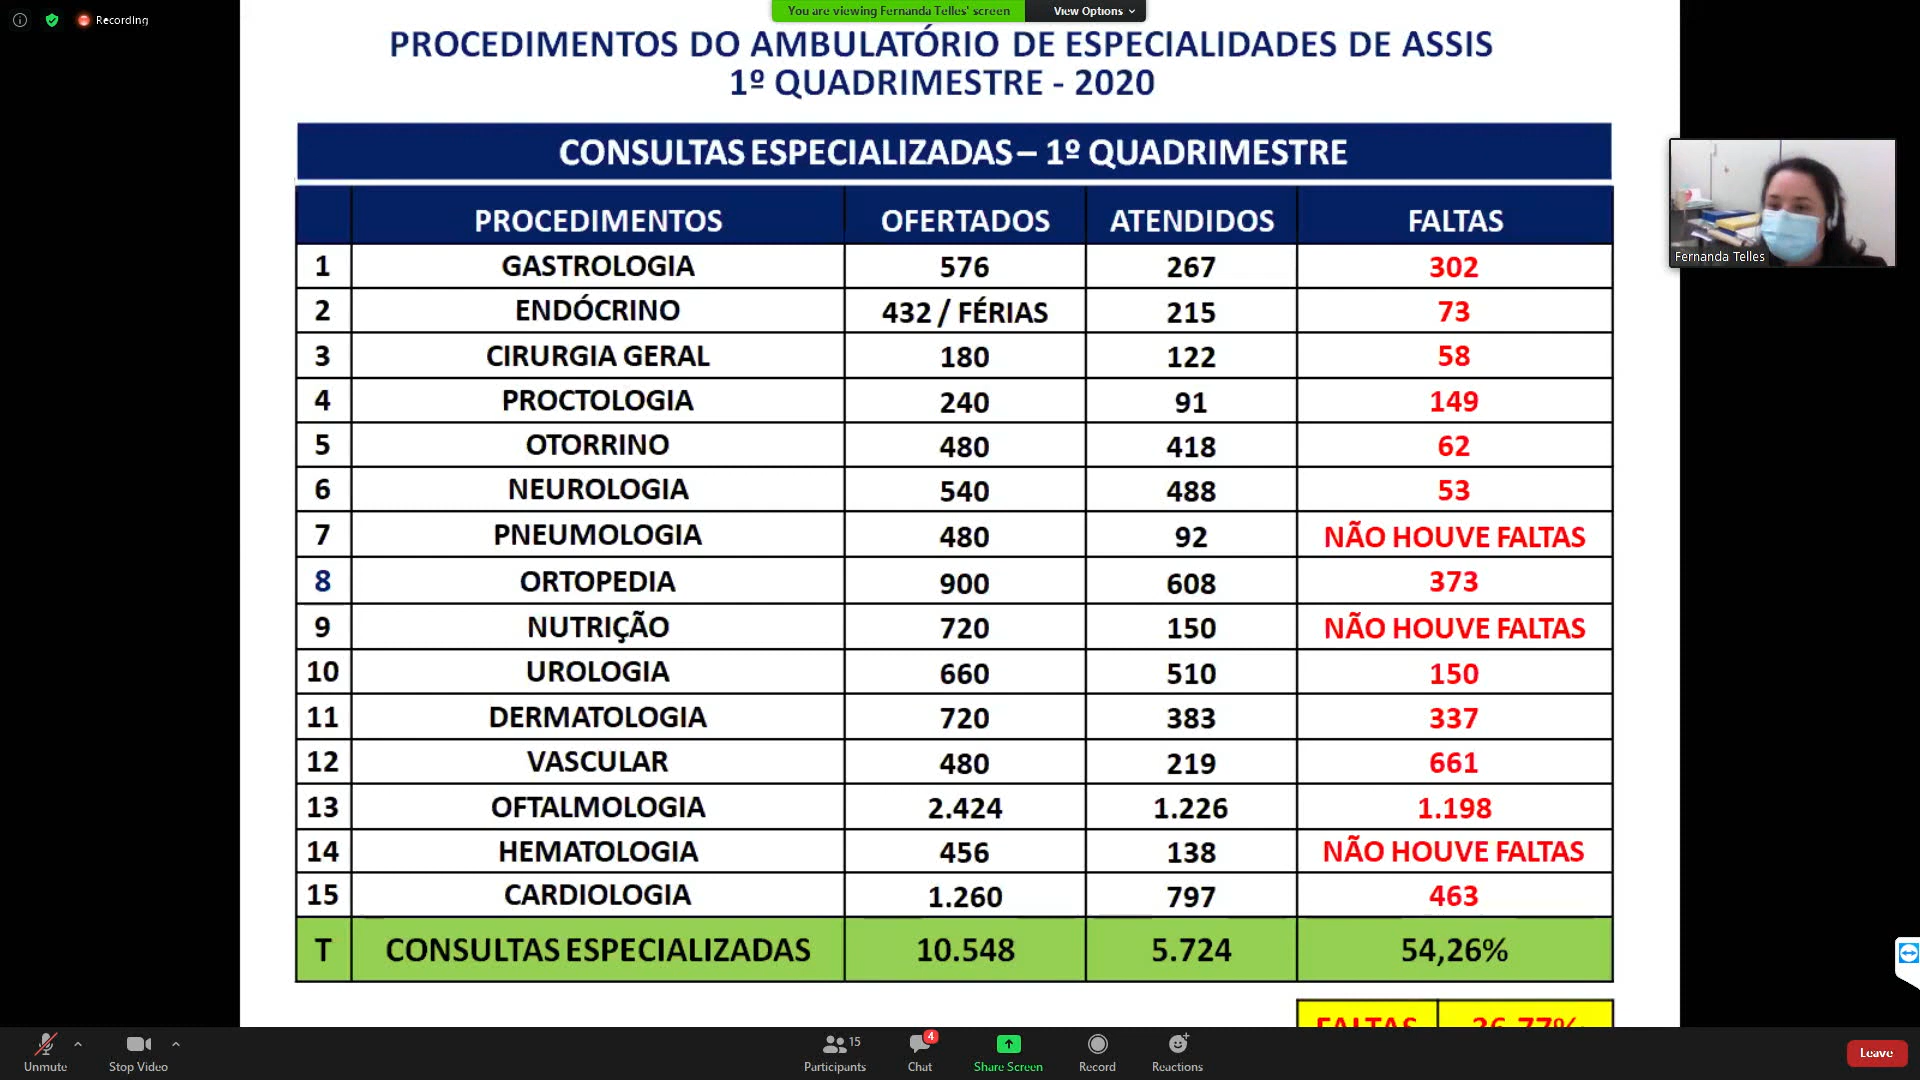 Recording
You are viewing Fernanda Telles' screen
View Options
PROCEDIMENTOS DO AMBULATÓRIO DE ESPECIALIDADES DE ASSIS
1º QUADRIMESTRE - 2020
CONSULTAS ESPECIALIZADAS – 1º QUADRIMESTRE
PROCEDIMENTOS OFERTADOS ATENDIDOS FALTAS
1 GASTROLOGIA 576 267 302
2 ENDÓCRINO 432 / FÉRIAS 215 73
3 CIRURGIA GERAL 180 122 58
4 PROCTOLOGIA 240 91 149
5 OTORRINO 480 418 62
6 NEUROLOGIA 540 488 53
7 PNEUMOLOGIA 480 92 NÃO HOUVE FALTAS
8 ORTOPEDIA 900 608 373
9 NUTRIÇÃO 720 150 NÃO HOUVE FALTAS
10 UROLOGIA 660 510 150
11 DERMATOLOGIA 720 383 337
12 VASCULAR 480 219 661
13 OFTALMOLOGIA 2.424 1.226 1.198
14 HEMATOLOGIA 456 138 NÃO HOUVE FALTAS
15 CARDIOLOGIA 1.260 797 463
T CONSULTAS ESPECIALIZADAS 10.548 5.724 54,26%
FALTAS 36,77%
Fernanda Telles
Unmute
Stop Video
15
Participants
4
Chat
Share Screen
Record
Reactions
Leave